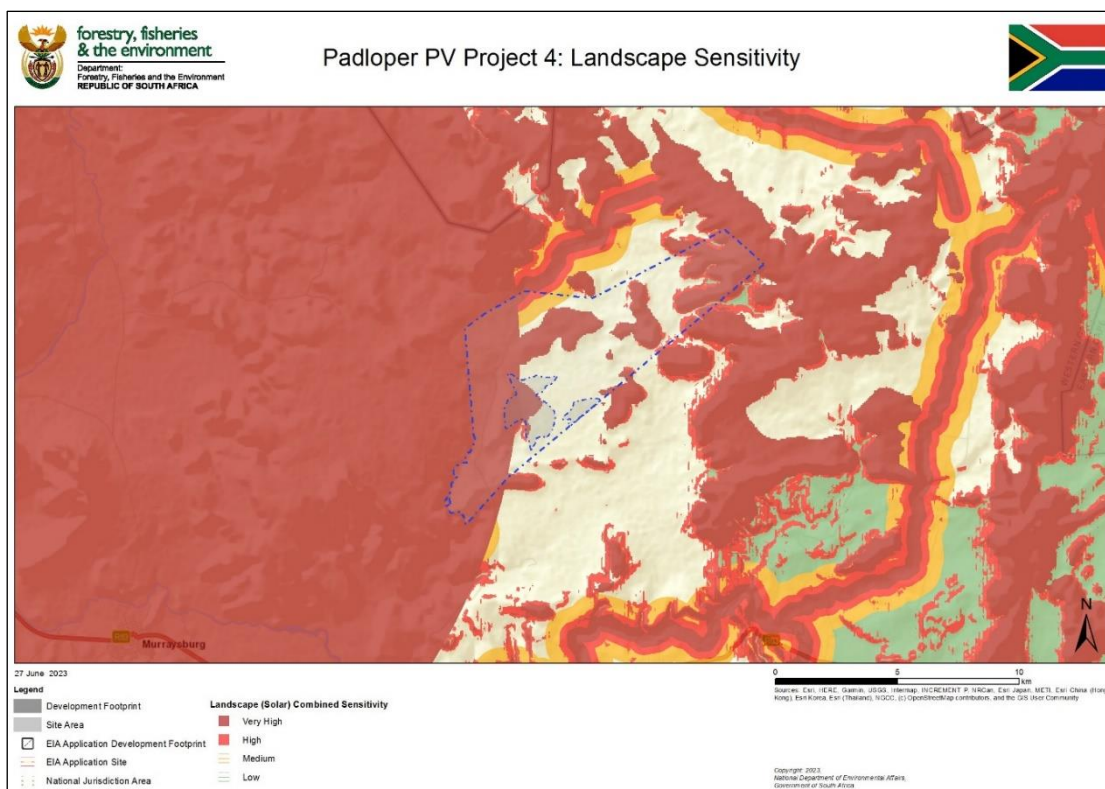 forestry, fisheries
& the environment
Department:
Forestry, Fisheries and the Environment
REPUBLIC OF SOUTH AFRICA
Padloper PV Project 4: Landscape Sensitivity
WESTERN
Murraysburg
N
27 June 2023
0 5 10
km
Sources: Esri, HERE, Garmin, USGS, Intermap, INCREMENT P, NRCan, Esri Japan, METI, Esri China (Hong
Kong), Esri Korea, Esri (Thailand), NGCC, (c) OpenStreetMap contributors, and the GIS User Community
Legend
Development Footprint
Site Area
EIA Application Development Footprint
EIA Application Site
National Jurisdiction Area
Landscape (Solar) Combined Sensitivity
Very High
High
Medium
Low
Copyright 2023,
National Department of Environmental Affairs,
Government of South Africa